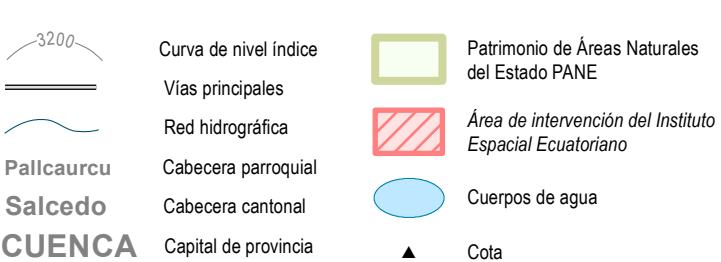 3200
Curva de nivel índice
Vías principales
Red hidrográfica
Pallcaurcu
Cabecera parroquial
Salcedo
Cabecera cantonal
CUENCA
Capital de provincia
Patrimonio de Áreas Naturales
del Estado PANE
Área de intervención del Instituto
Espacial Ecuatoriano
Cuerpos de agua
Cota